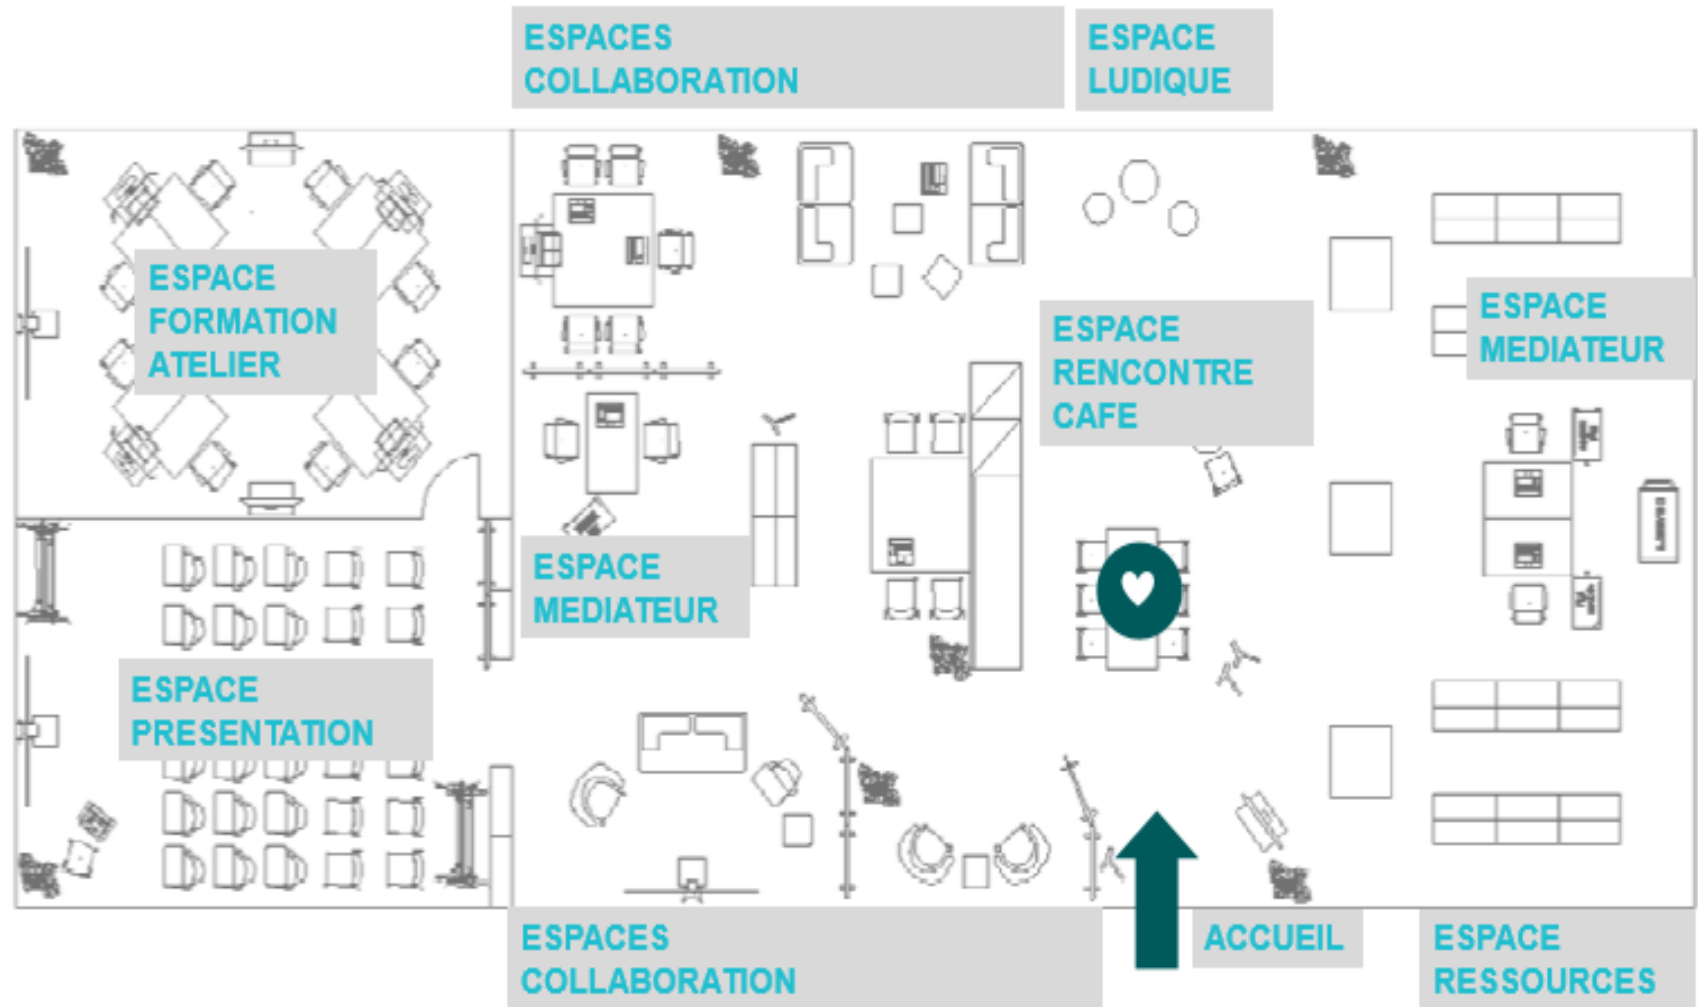 ESPACES
COLLABORATION
ESPACE
LUDIQUE
ESPACE
FORMATION
ATELIER
ESPACE
RENCONTRE
CAFE
ESPACE
MEDIATEUR
ESPACE
MEDIATEUR
ESPACE
PRESENTATION
ESPACES
COLLABORATION
ACCUEIL
ESPACE
RESSOURCES